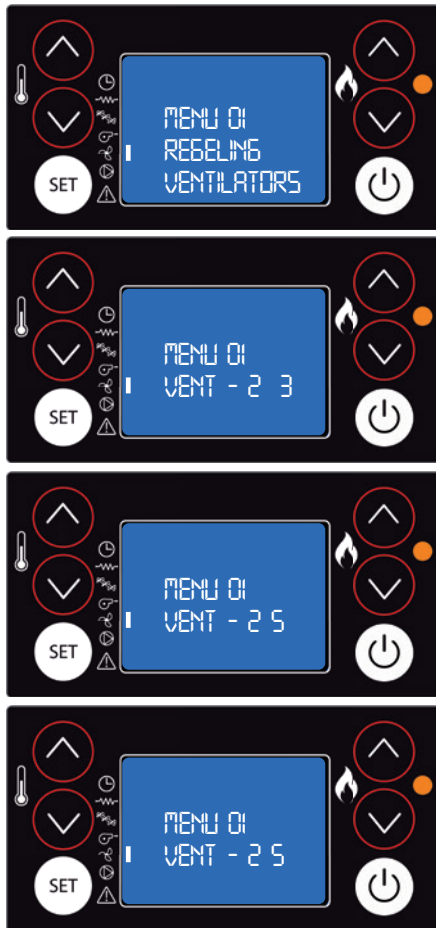 MENU 01
REGELING
VENTILATORS
SET
MENU 01
VENT - 2 3
SET
MENU 01
VENT - 2 5
SET
MENU 01
VENT - 2 5
SET